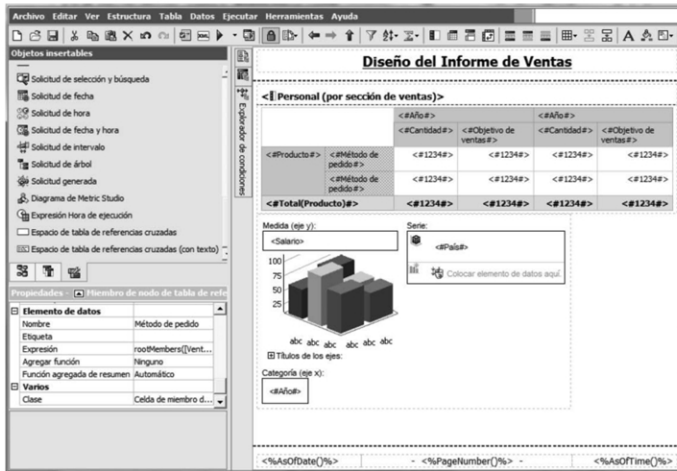 Archivo Editar Ver Estructura Tabla Datos Ejecutar Herramientas Ayuda
Objetos insertables
Solicitud de selección y búsqueda
Solicitud de fecha
Solicitud de hora
Solicitud de fecha y hora
Solicitud de intervalo
Solicitud de árbol
Solicitud generada
Diagrama de Metric Studio
Expresión Hora de ejecución
Espacio de tabla de referencias cruzadas
Espacio de tabla de referencias cruzadas (con texto)
Propiedades - Miembro de nodo de tabla de refe
Elemento de datos
Nombre Método de pedido
Etiqueta
Expresión rootMembers([Vent...
Agregar función Ninguno
Función agregada de resumen Automático
Varios
Clase Celda de miembro d...
Explorador de condiciones
Diseño del Informe de Ventas
<Personal (por sección de ventas)>
<#Año#> <#Año#>
<#Cantidad#> <#Objetivo de ventas#> <#Cantidad#> <#Objetivo de ventas#>
<#Producto#> <#Método de pedido#> <#1234#> <#1234#> <#1234#> <#1234#>
<#Método de pedido#> <#1234#> <#1234#> <#1234#> <#1234#>
<#Total(Producto)#> <#1234#> <#1234#> <#1234#> <#1234#>
Medida (eje y):
<Salario>
100
75
50
25
abc abc abc abc abc abc
Títulos de los ejes:
Categoría (eje x):
<#Año#>
Serie:
<#País#>
Colocar elemento de datos aquí.
<%AsOfDate()%> - <%PageNumber()%> - <%AsOfTime()%>